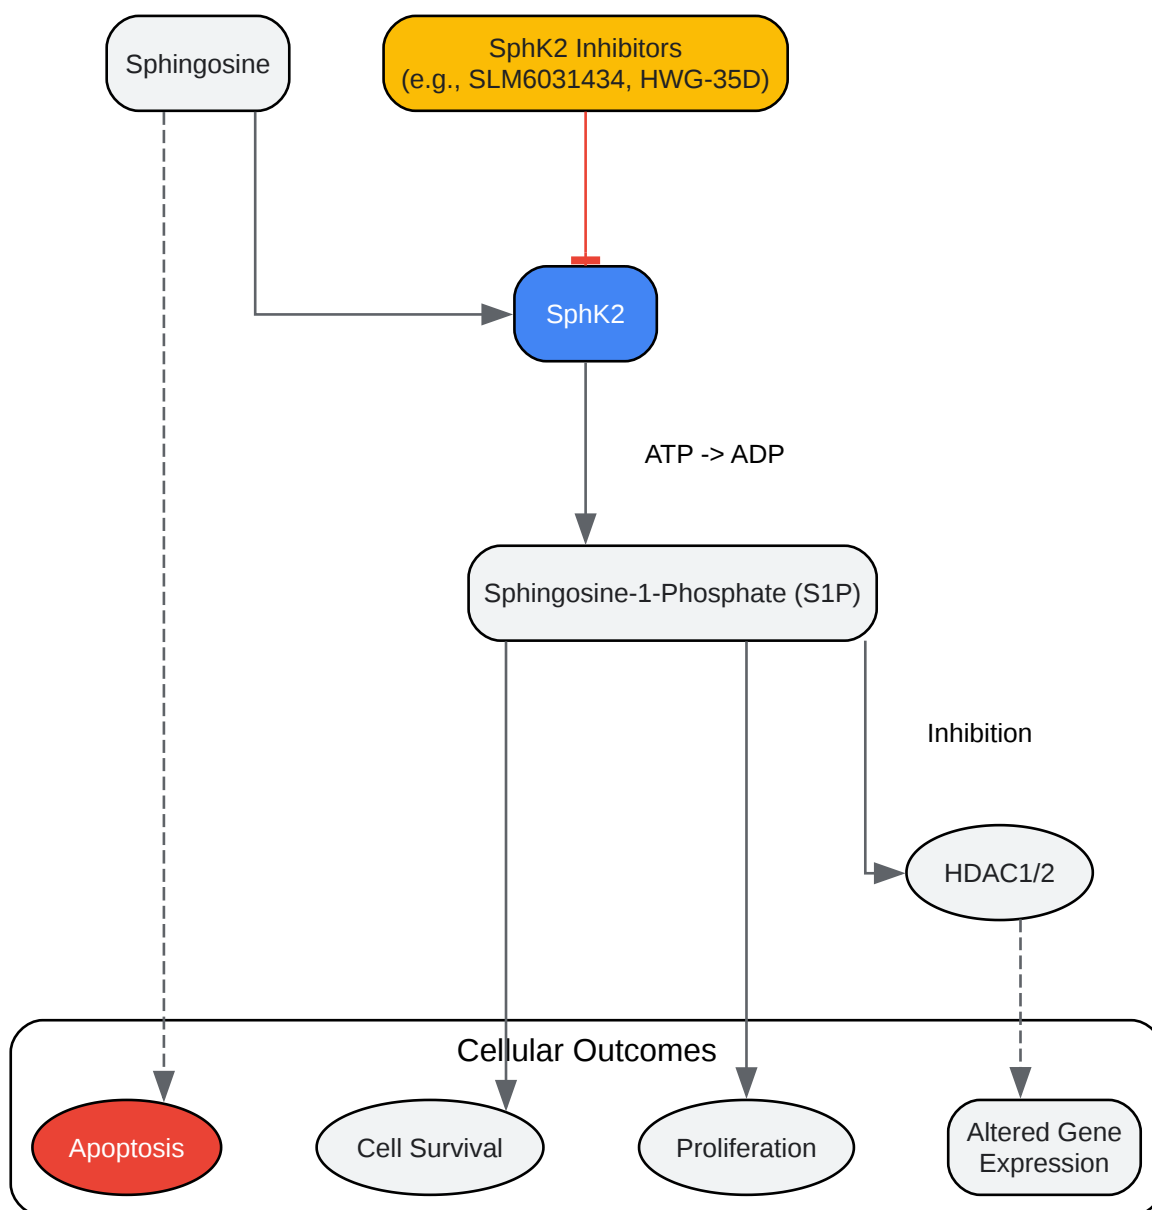 Sphingosine
SphK2 Inhibitors
(e.g., SLM6031434, HWG-35D)
SphK2
ATP -> ADP
Sphingosine-1-Phosphate (S1P)
Inhibition
HDAC1/2
Cellular Outcomes
Apoptosis
Cell Survival
Proliferation
Altered Gene
Expression